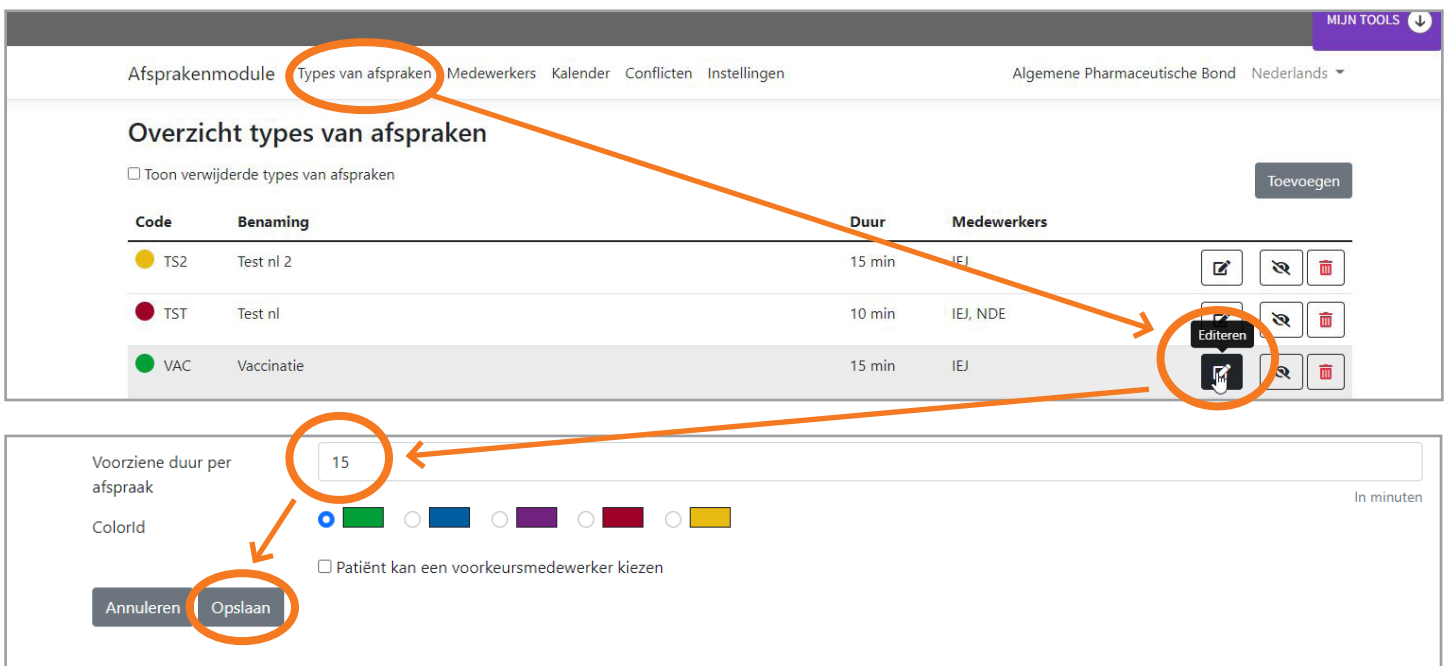 MIJN TOOLS
Afsprakenmodule Types van afspraken Medewerkers Kalender Conflicten Instellingen Algemene Pharmaceutische Bond Nederlands
Overzicht types van afspraken
Toon verwijderde types van afspraken
Toevoegen
Code Benaming Duur Medewerkers
TS2 Test nl 2 15 min IEJ
TST Test nl 10 min IEJ, NDE
Editeren
VAC Vaccinatie 15 min IEJ
Voorziene duur per 15
afspraak
In minuten
ColorId
Patiënt kan een voorkeursmedewerker kiezen
Annuleren Opslaan